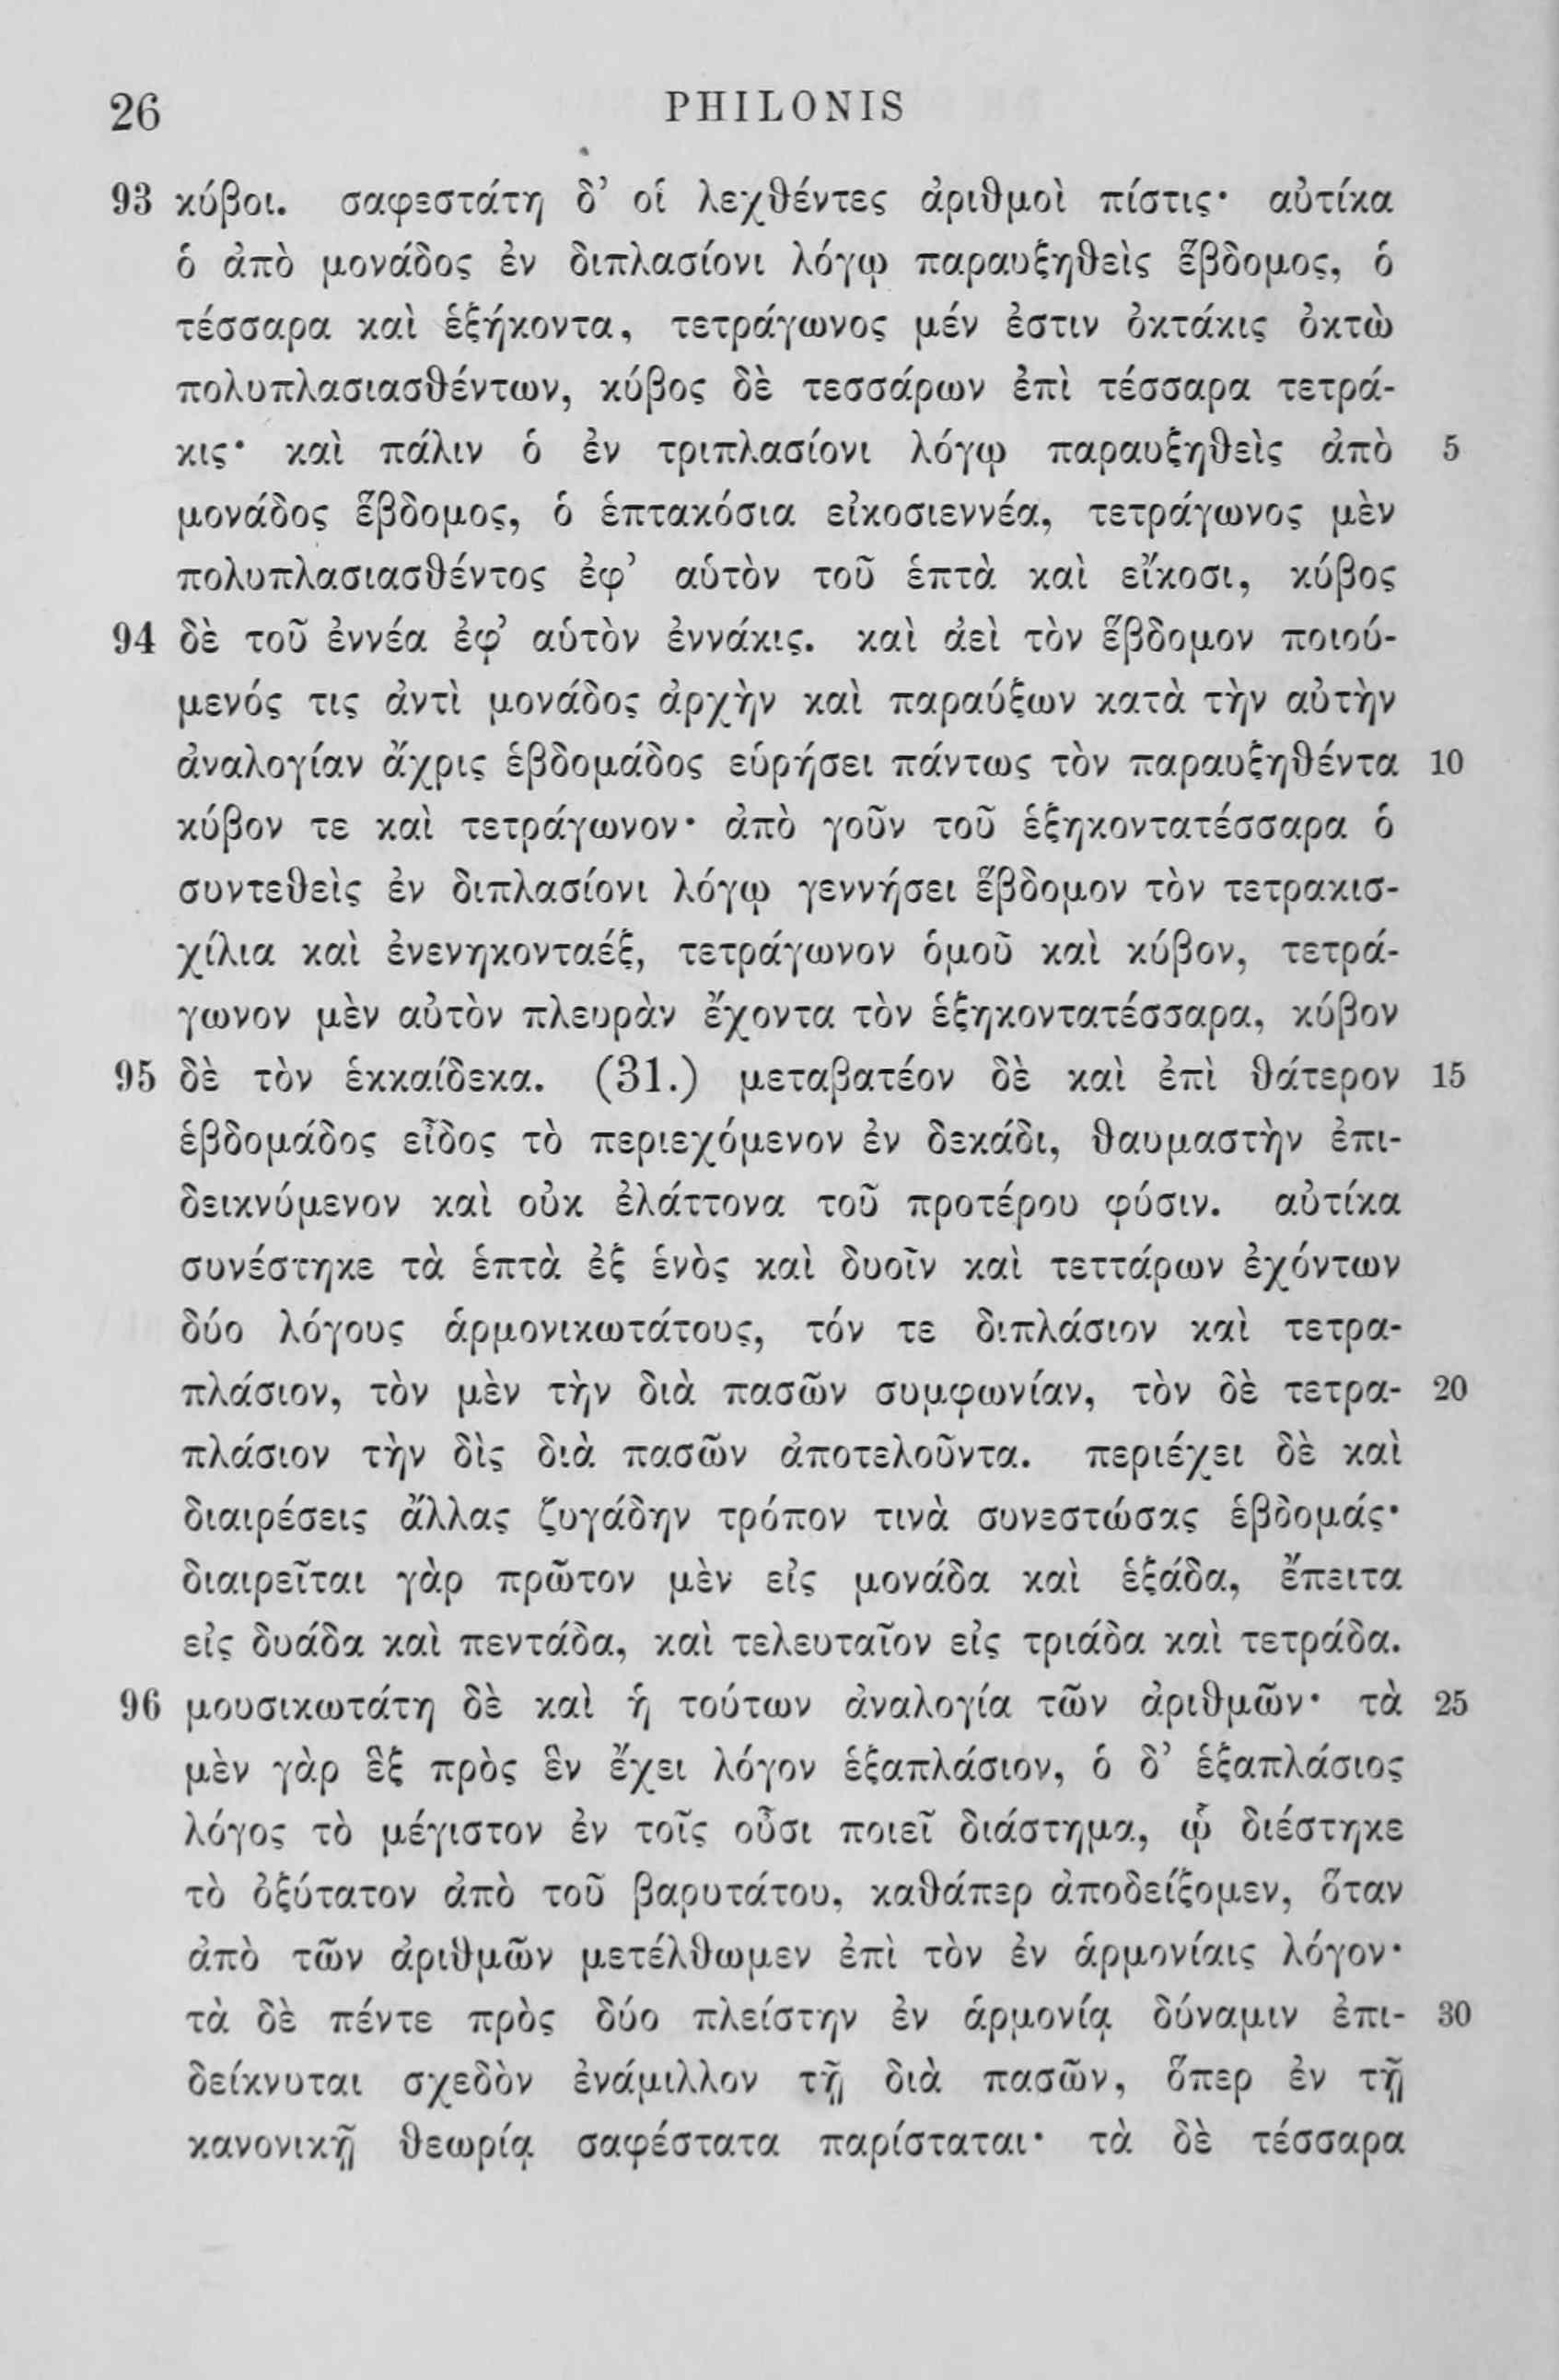 26 PHILONIS
93 κύβοι. σαφεστάτη δ’ οἱ λεχθέντες ἀριθμοὶ πίστις· αὐτίκα
ὁ ἀπὸ μονάδος ἐν διπλασίονι λόγῳ παραυξηθεὶς ἕβδομος, ὁ
τέσσαρα καὶ ἑξήκοντα, τετράγωνος μέν ἐστιν ὀκτάκις ὀκτὼ
πολυπλασιασθέντων, κύβος δὲ τεσσάρων ἐπὶ τέσσαρα τετρά-
κις· καὶ πάλιν ὁ ἐν τριπλασίονι λόγῳ παραυξηθεὶς ἀπὸ 5
μονάδος ἕβδομος, ὁ ἑπτακόσια εἰκοσιεννέα, τετράγωνος μὲν
πολυπλασιασθέντος ἐφ’ αὑτὸν τοῦ ἑπτὰ καὶ εἴκοσι, κύβος
94 δὲ τοῦ ἐννέα ἐφ’ αὑτὸν ἐννάκις. καὶ ἀεὶ τὸν ἕβδομον ποιού-
μενός τις ἀντὶ μονάδος ἀρχὴν καὶ παραύξων κατὰ τὴν αὐτὴν
ἀναλογίαν ἄχρις ἑβδομάδος εὑρήσει πάντως τὸν παραυξηθέντα 10
κύβον τε καὶ τετράγωνον· ἀπὸ γοῦν τοῦ ἑξηκοντατέσσαρα ὁ
συντεθεὶς ἐν διπλασίονι λόγῳ γεννήσει ἕβδομον τὸν τετρακισ-
χίλια καὶ ἐνενηκονταέξ, τετράγωνον ὁμοῦ καὶ κύβον, τετρά-
γωνον μὲν αὐτὸν πλευρὰν ἔχοντα τὸν ἑξηκοντατέσσαρα, κύβον
95 δὲ τὸν ἑκκαίδεκα. (31.) μεταβατέον δὲ καὶ ἐπὶ θάτερον 15
ἑβδομάδος εἶδος τὸ περιεχόμενον ἐν δεκάδι, θαυμαστὴν ἐπι-
δεικνύμενον καὶ οὐκ ἐλάττονα τοῦ προτέρου φύσιν. αὐτίκα
συνέστηκε τὰ ἑπτὰ ἐξ ἑνὸς καὶ δυοῖν καὶ τεττάρων ἐχόντων
δύο λόγους ἁρμονικωτάτους, τόν τε διπλάσιον καὶ τετρα-
πλάσιον, τὸν μὲν τὴν διὰ πασῶν συμφωνίαν, τὸν δὲ τετρα- 20
πλάσιον τὴν δὶς διὰ πασῶν ἀποτελοῦντα. περιέχει δὲ καὶ
διαιρέσεις ἄλλας ζυγάδην τρόπον τινὰ συνεστώσας ἑβδομάς·
διαιρεῖται γὰρ πρῶτον μὲν εἰς μονάδα καὶ ἑξάδα, ἔπειτα
εἰς δυάδα καὶ πεντάδα, καὶ τελευταῖον εἰς τριάδα καὶ τετράδα.
96 μουσικωτάτη δὲ καὶ ἡ τούτων ἀναλογία τῶν ἀριθμῶν· τὰ 25
μὲν γὰρ ἓξ πρὸς ἓν ἔχει λόγον ἑξαπλάσιον, ὁ δ’ ἑξαπλάσιος
λόγος τὸ μέγιστον ἐν τοῖς οὖσι ποιεῖ διάστημα, ᾧ διέστηκε
τὸ ὀξύτατον ἀπὸ τοῦ βαρυτάτου, καθάπερ ἀποδείξομεν, ὅταν
ἀπὸ τῶν ἀριθμῶν μετέλθωμεν ἐπὶ τὸν ἐν ἁρμονίαις λόγον·
τὰ δὲ πέντε πρὸς δύο πλείστην ἐν ἁρμονίᾳ δύναμιν ἐπι- 30
δείκνυται σχεδὸν ἐνάμιλλον τῇ διὰ πασῶν, ὅπερ ἐν τῇ
κανονικῇ θεωρίᾳ σαφέστατα παρίσταται· τὰ δὲ τέσσαρα